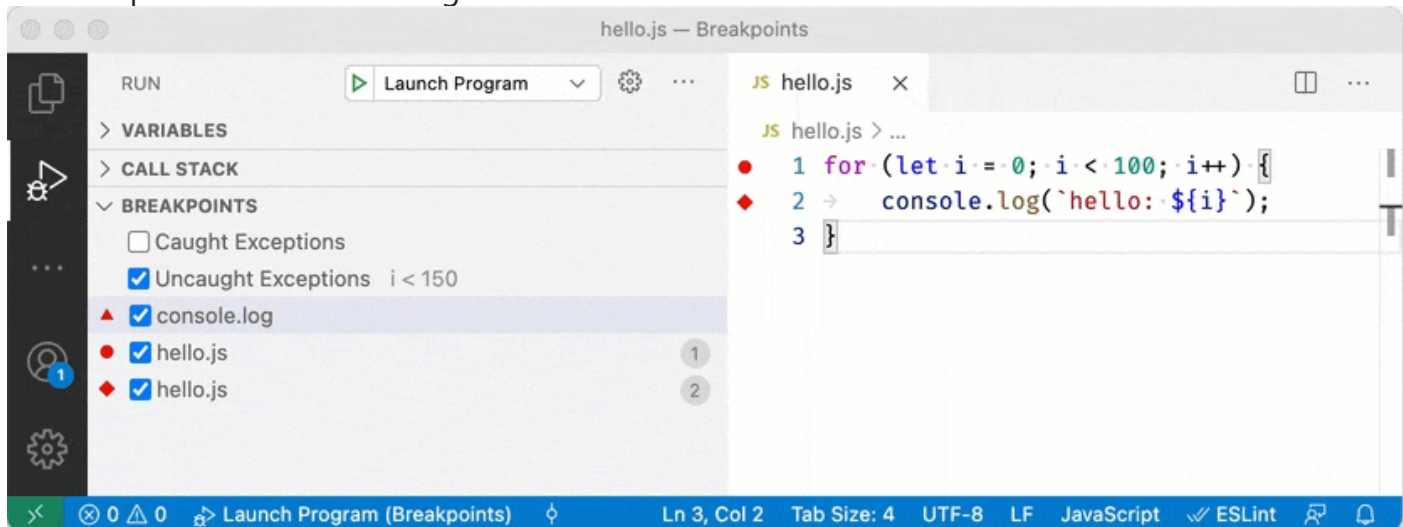 hello.js — Breakpoints
RUN
Launch Program
VARIABLES
CALL STACK
BREAKPOINTS
Caught Exceptions
Uncaught Exceptions i < 150
console.log
hello.js 1
hello.js 2
1
JS hello.js
JS hello.js > ...
1 for (let i = 0; i < 100; i++) {
2 console.log(`hello: ${i}`);
3 }
0 0 Launch Program (Breakpoints) Ln 3, Col 2 Tab Size: 4 UTF-8 LF JavaScript ESLint